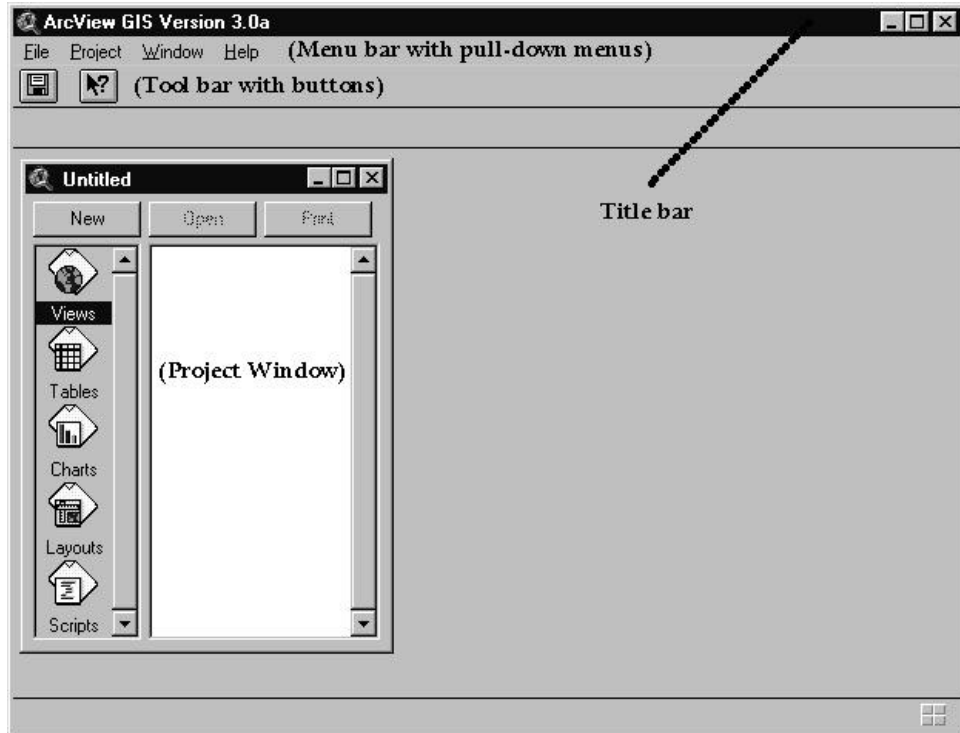 ArcView GIS Version 3.0a
File Project Window Help (Menu bar with pull-down menus)
(Tool bar with buttons)
Title bar
Untitled
New Open Print
Views
Tables
Charts
Layouts
Scripts
(Project Window)